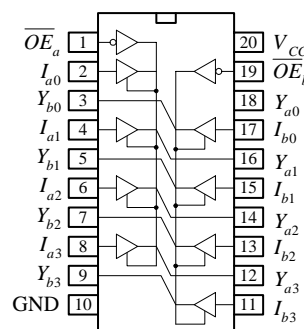 OE_a 1 20 V_CC
I_a0 2 19 OE_b
Y_b0 3 18 Y_a0
I_a1 4 17 I_b0
Y_b1 5 16 Y_a1
I_a2 6 15 I_b1
Y_b2 7 14 Y_a2
I_a3 8 13 I_b2
Y_b3 9 12 Y_a3
GND 10 11 I_b3